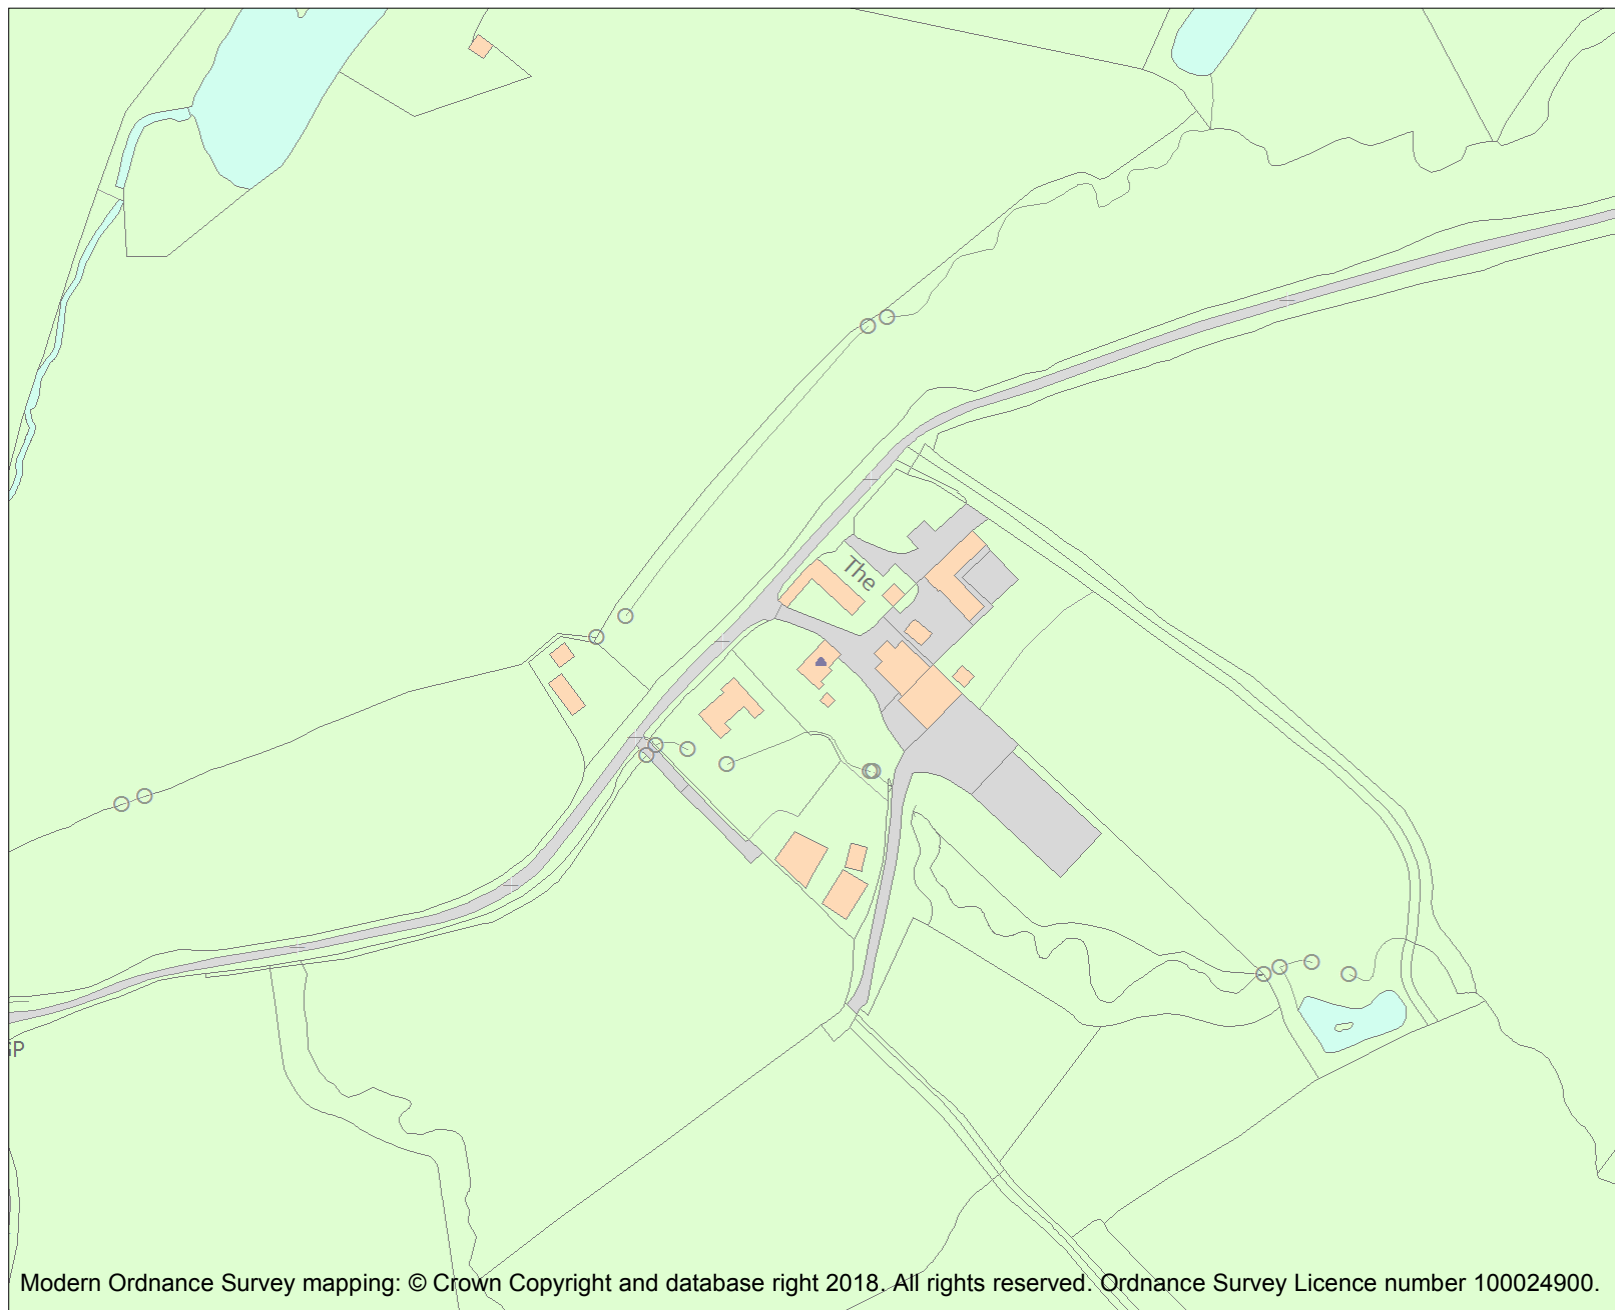 The
Modern Ordnance Survey mapping: © Crown Copyright and database right 2018. All rights reserved. Ordnance Survey Licence number 100024900.